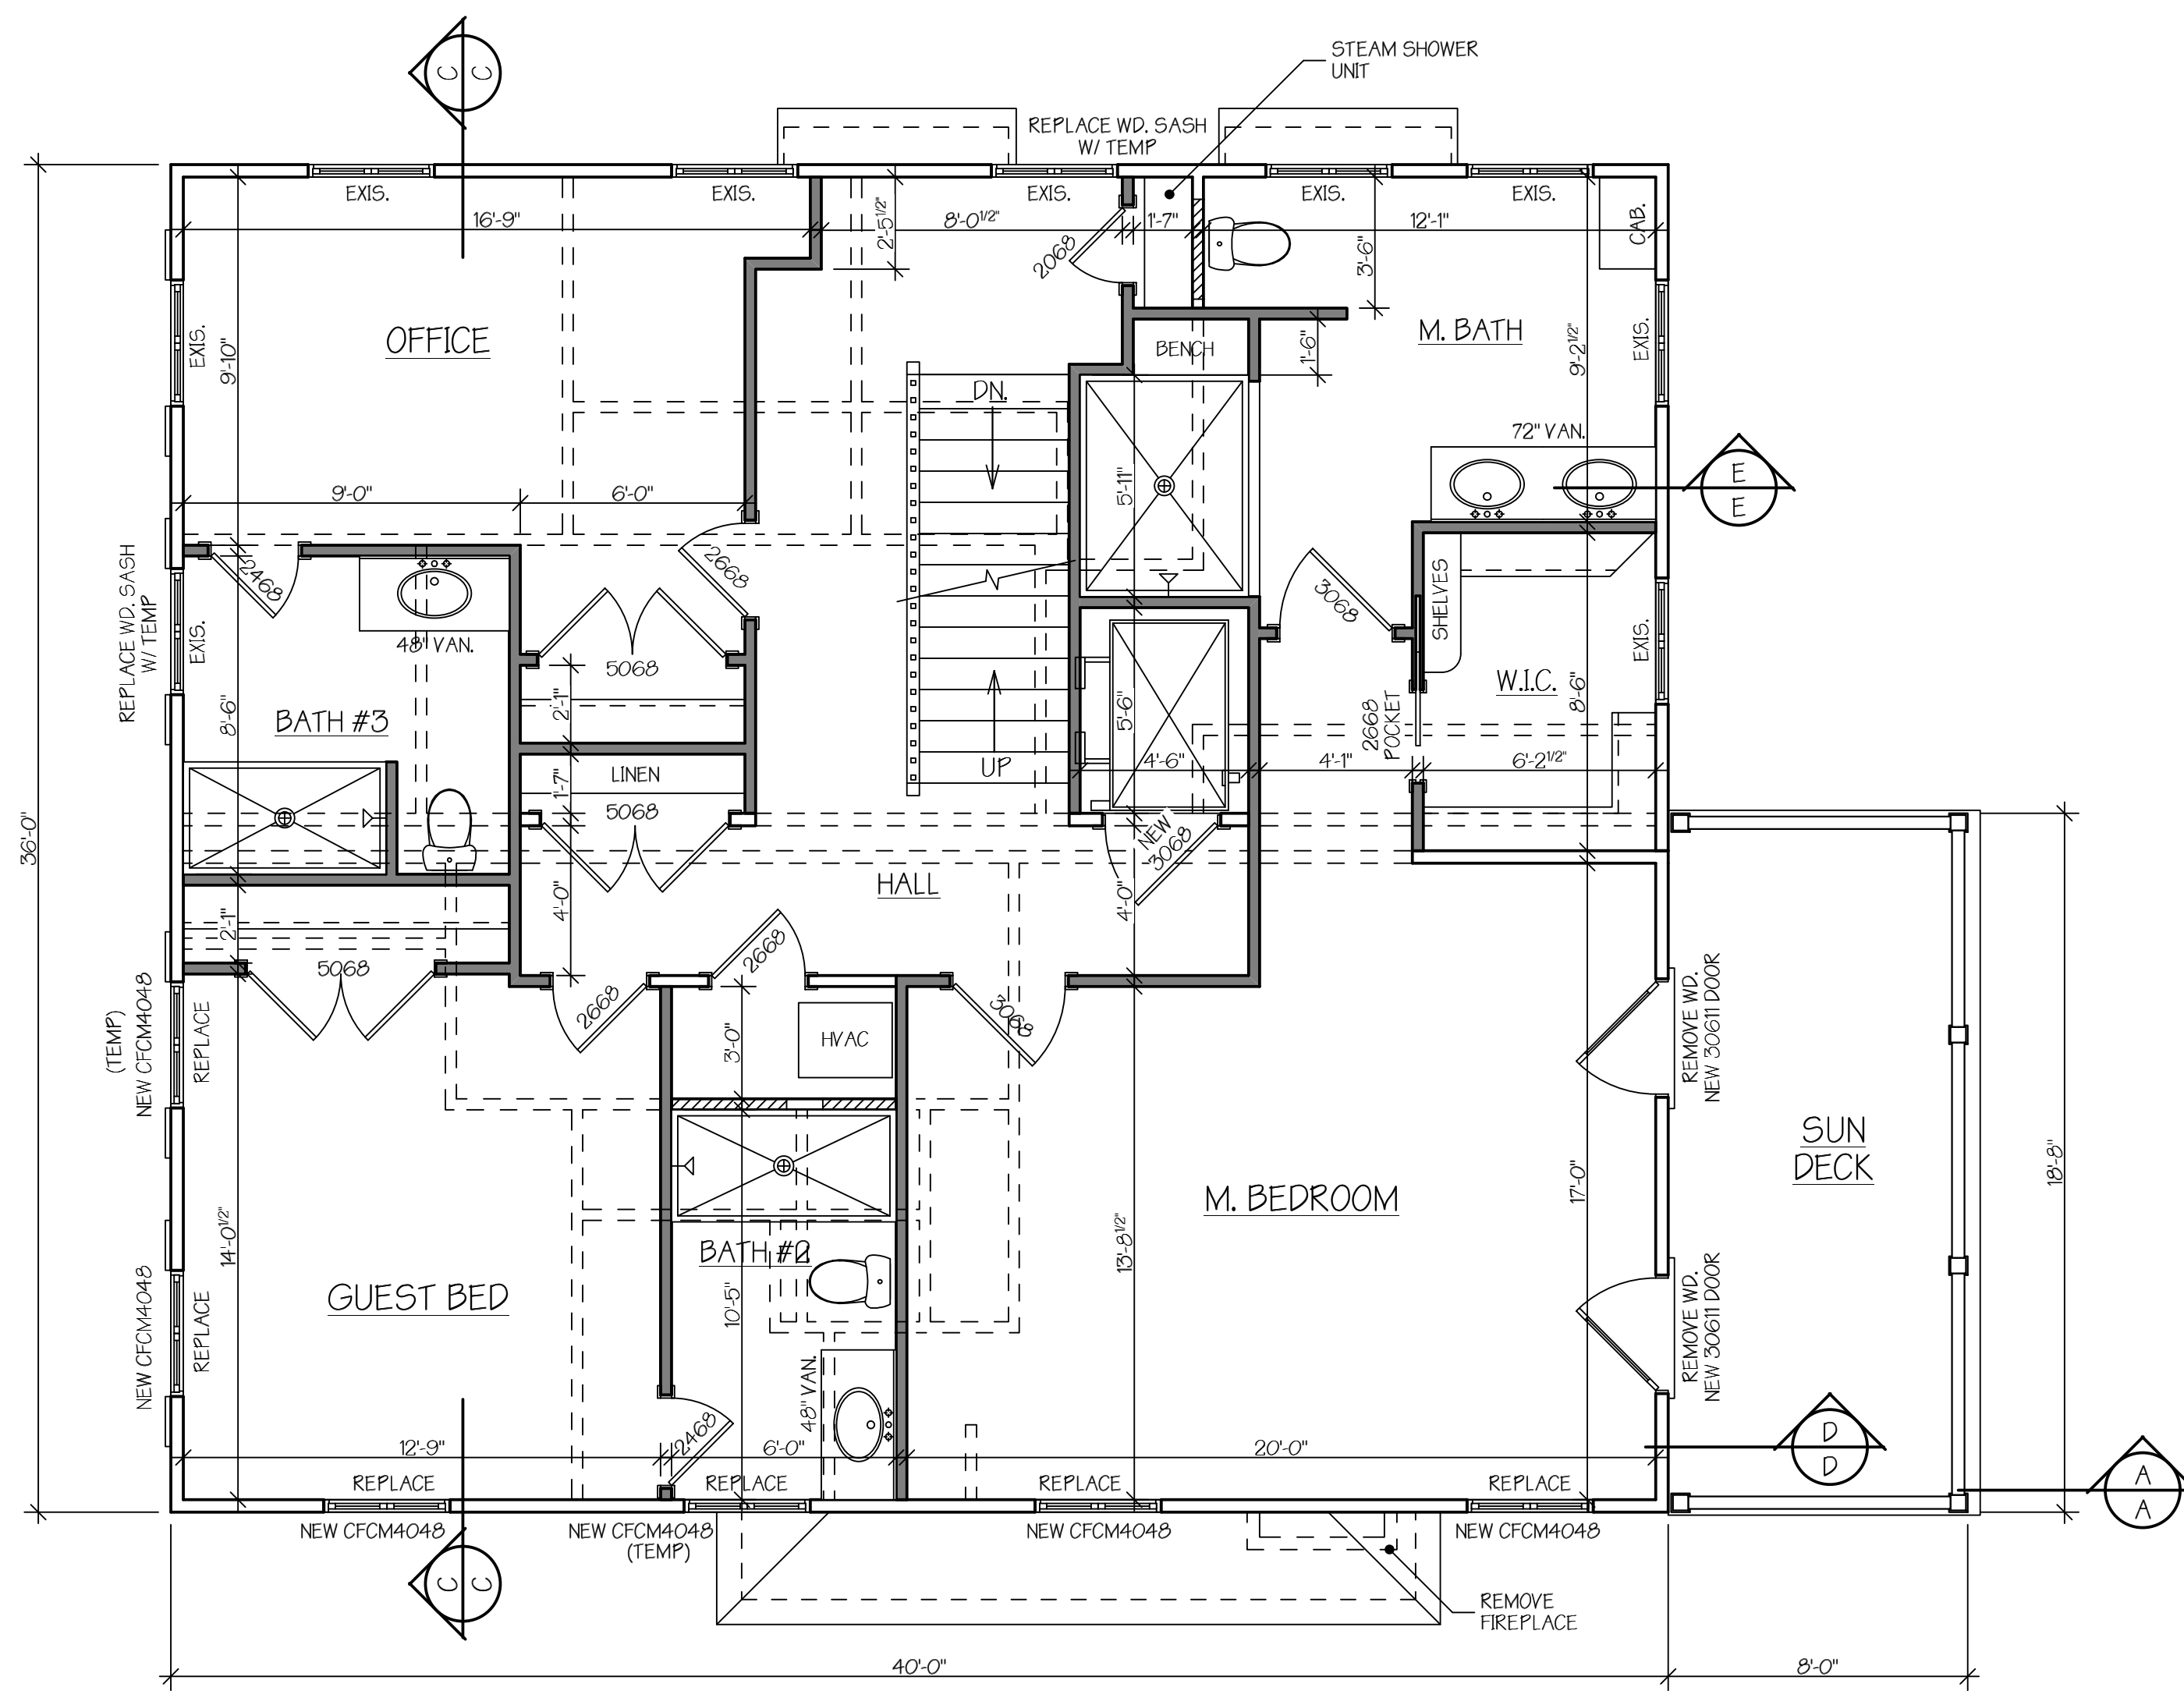 C
C
STEAM SHOWER
UNIT
REPLACE WD. SASH
W/ TEMP
EXIS.
EXIS.
EXIS.
EXIS.
EXIS.
CAB.
16'-9"
2'-5 1/2"
8'-0 1/2"
2068
1'-7"
3'-6"
12'-1"
EXIS.
9'-10"
OFFICE
BENCH
1'-6"
M. BATH
9'-2 1/2"
EXIS.
DN.
72" VAN.
E
E
9'-0"
6'-0"
5'-11"
REPLACE WD. SASH
W/ TEMP
EXIS.
2468
48" VAN.
2668
5068
3068
SHELVES
EXIS.
W.I.C.
8'-6"
BATH #3
8'-6"
2'-1"
5'-6"
2668
POCKET
LINEN
1'-7"
5068
UP
4'-6"
4'-1"
6'-2 1/2"
36'-0"
NEW
3068
HALL
4'-0"
4'-0"
2'-1"
5068
2668
2668
3068
(TEMP)
NEW CFCM4048
REPLACE
3'-0"
HVAC
REMOVE WD.
NEW 30611 DOOR
SUN
DECK
18'-8"
M. BEDROOM
17'-0"
14'-0 1/2"
13'-8 1/2"
BATH #2
10'-5"
GUEST BED
NEW CFCM4048
REPLACE
REMOVE WD.
NEW 30611 DOOR
48" VAN.
2468
12'-9"
6'-0"
20'-0"
D
D
A
A
REPLACE
REPLACE
REPLACE
REPLACE
NEW CFCM4048
NEW CFCM4048
(TEMP)
NEW CFCM4048
NEW CFCM4048
C
C
REMOVE
FIREPLACE
40'-0"
8'-0"